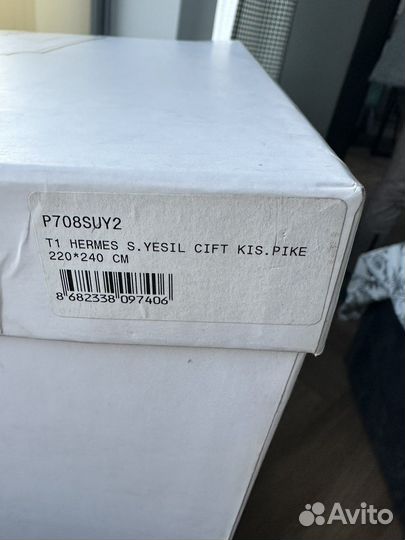 P708SUY2
T1 HERMES S.YESIL CIFT KIS.PIKE
220*240 CM
8 682338 097406
Avito